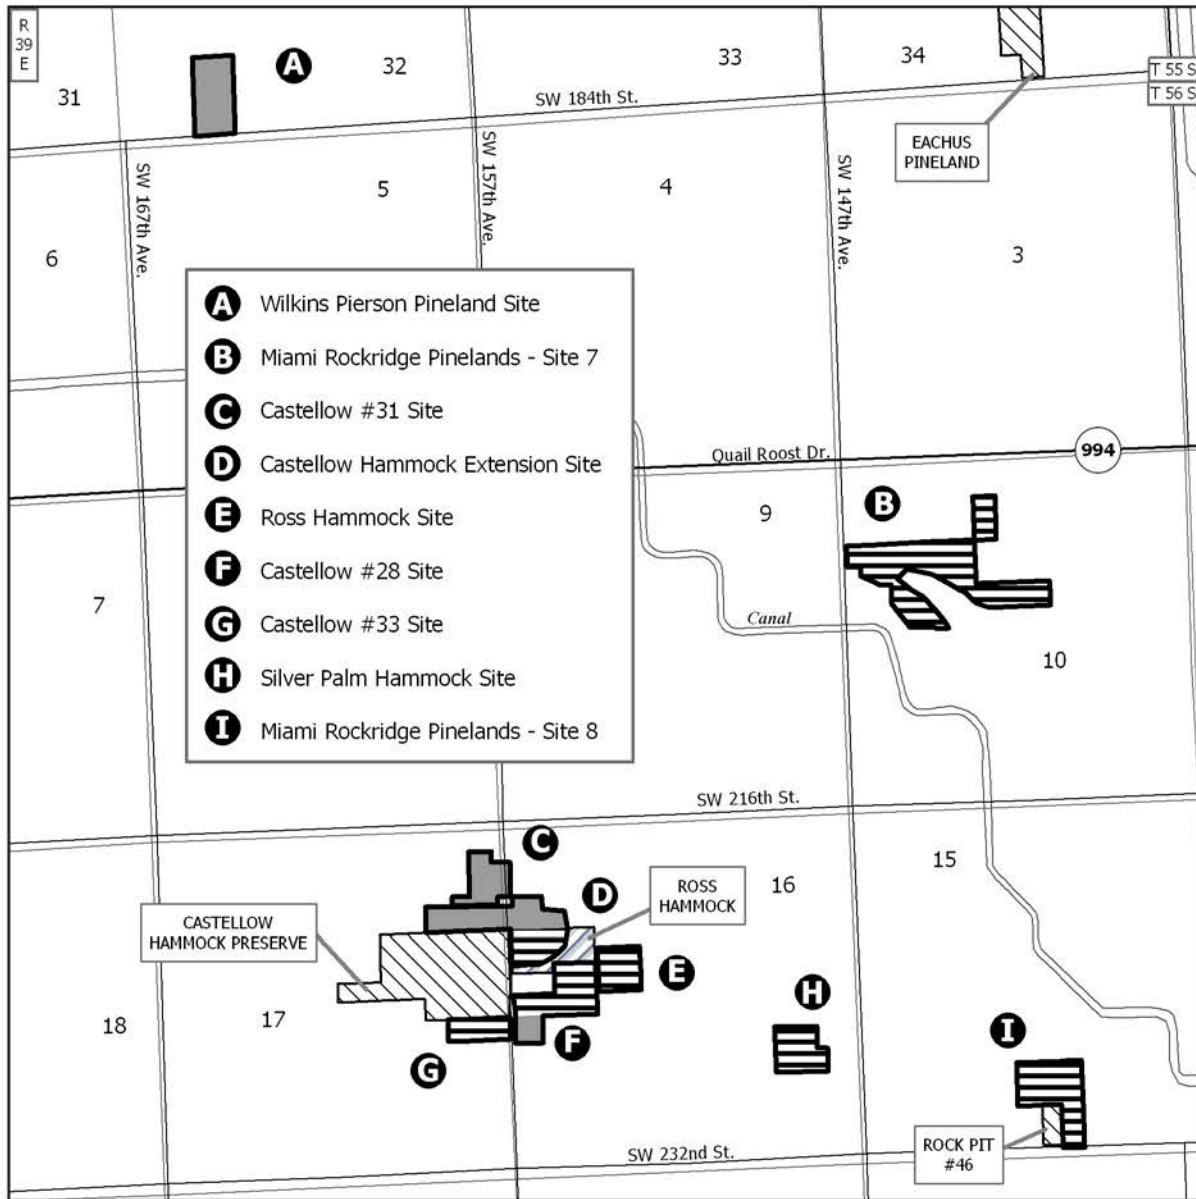 R
39
E
31
A
32
33
34
T 55 S
T 56 S
SW 184th St.
EACHUS
PINELAND
SW 167th Ave.
SW 157th Ave.
SW 147th Ave.
6
5
4
3
A Wilkins Pierson Pineland Site
B Miami Rockridge Pinelands - Site 7
C Castellow #31 Site
D Castellow Hammock Extension Site
E Ross Hammock Site
F Castellow #28 Site
G Castellow #33 Site
H Silver Palm Hammock Site
I Miami Rockridge Pinelands - Site 8
Quail Roost Dr.
994
7
9
B
Canal
10
SW 216th St.
C
D
ROSS
HAMMOCK
16
15
CASTELLOW
HAMMOCK PRESERVE
E
H
18
17
G
F
I
ROCK PIT
#46
SW 232nd St.